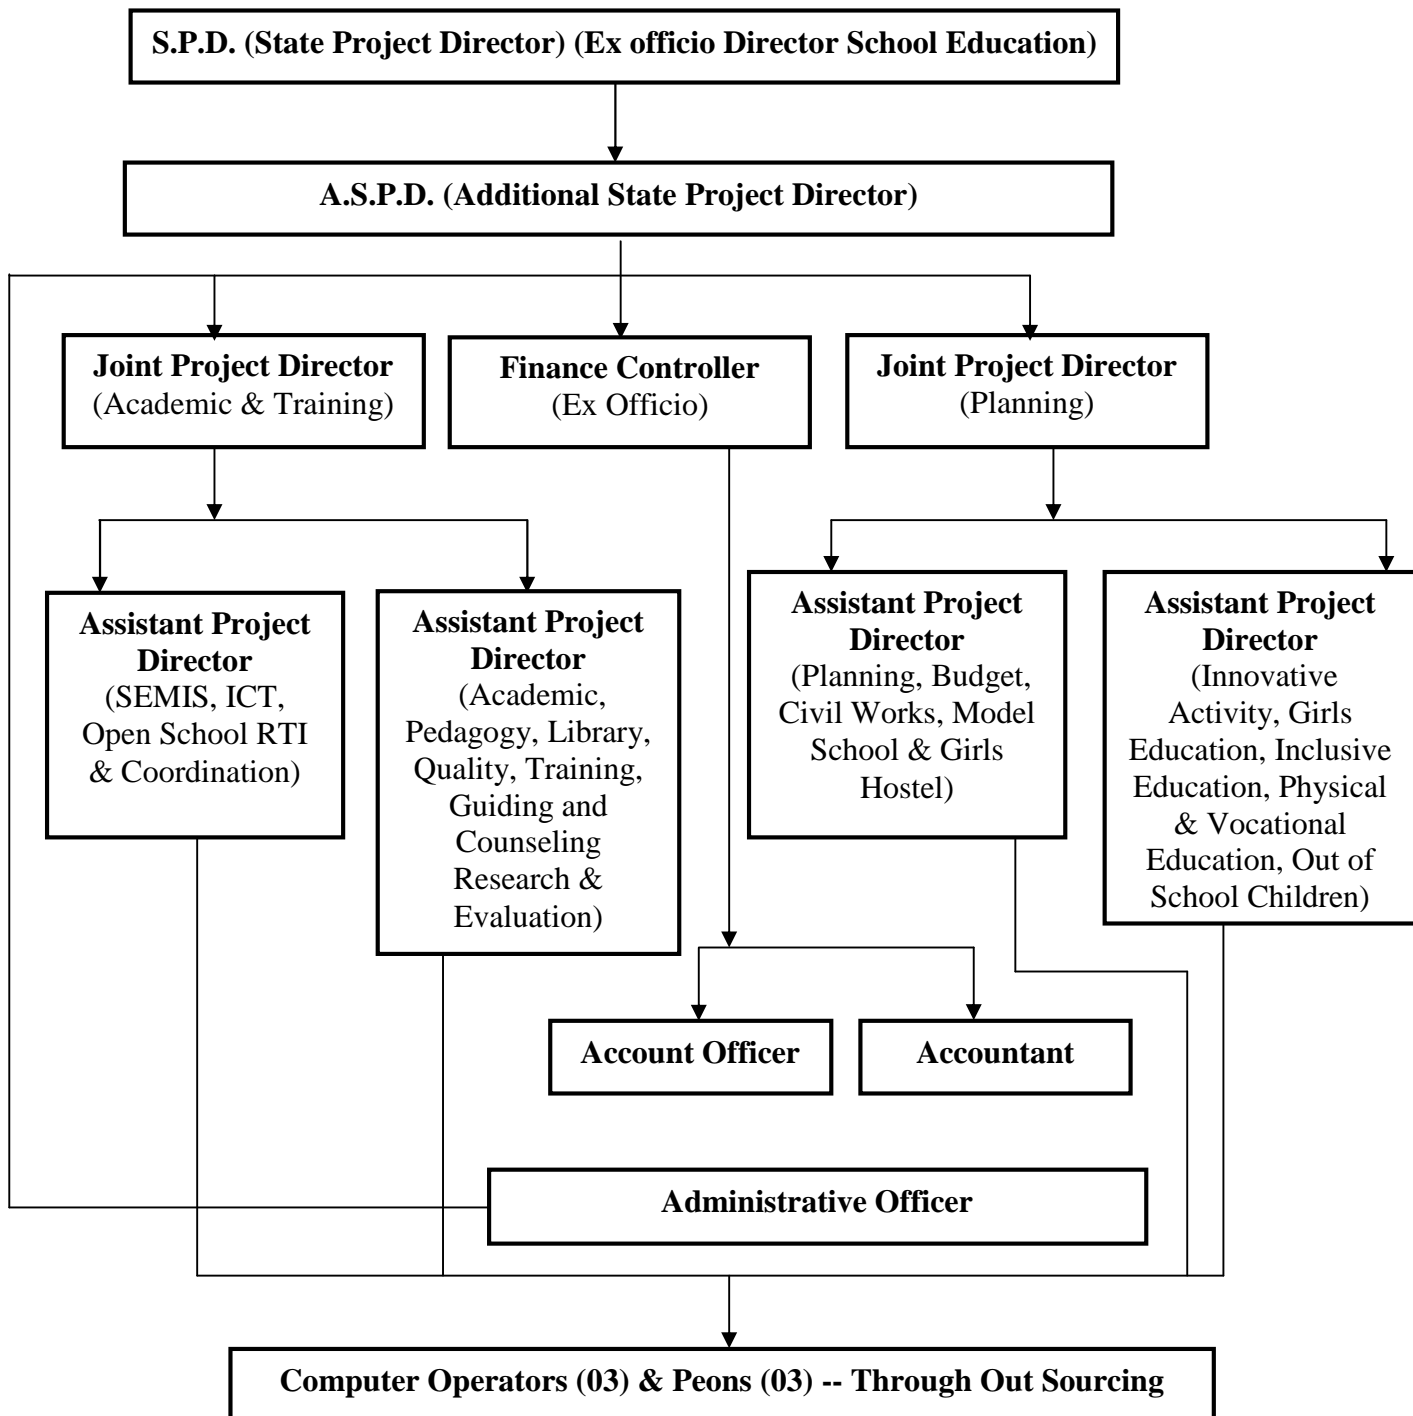 S.P.D. (State Project Director) (Ex officio Director School Education)
A.S.P.D. (Additional State Project Director)
Joint Project Director
(Academic & Training)
Finance Controller
(Ex Officio)
Joint Project Director
(Planning)
Assistant Project
Director
(SEMIS, ICT,
Open School RTI
& Coordination)
Assistant Project
Director
(Academic,
Pedagogy, Library,
Quality, Training,
Guiding and
Counseling
Research &
Evaluation)
Assistant Project
Director
(Planning, Budget,
Civil Works, Model
School & Girls
Hostel)
Assistant Project
Director
(Innovative
Activity, Girls
Education, Inclusive
Education, Physical
& Vocational
Education, Out of
School Children)
Account Officer
Accountant
Administrative Officer
Computer Operators (03) & Peons (03) -- Through Out Sourcing